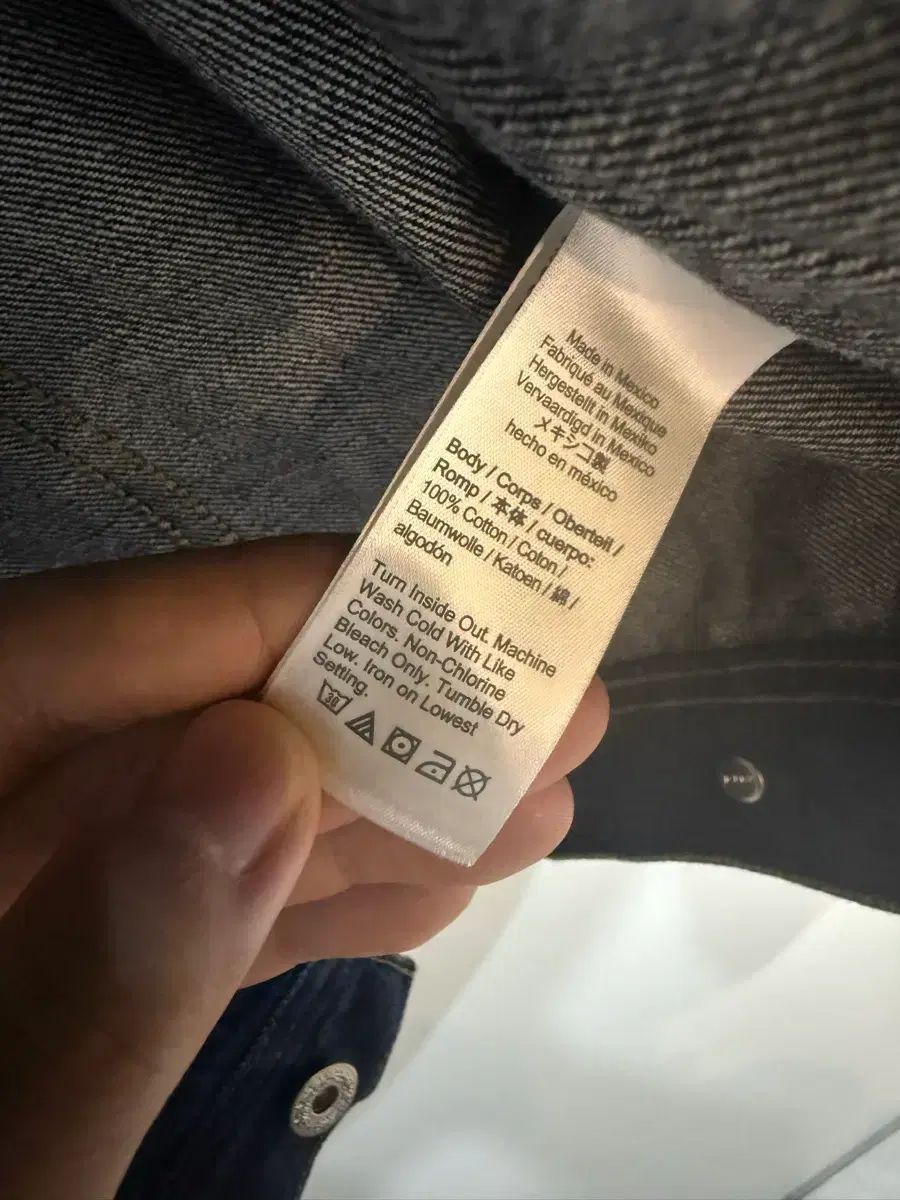 Made in Mexico
Fabriqué au Mexique
Hergestellt in Mexiko
Vervaardigd in Mexico
メキシコ製
hecho en méxico
Body / Corps / Oberteil /
Romp / 本体 / cuerpo:
100% Cotton / Coton /
Baumwolle / Katoen / 綿 /
algodón
Turn Inside Out. Machine
Wash Cold With Like
Colors. Non-Chlorine
Bleach Only. Tumble Dry
Low. Iron on Lowest
Setting.
30